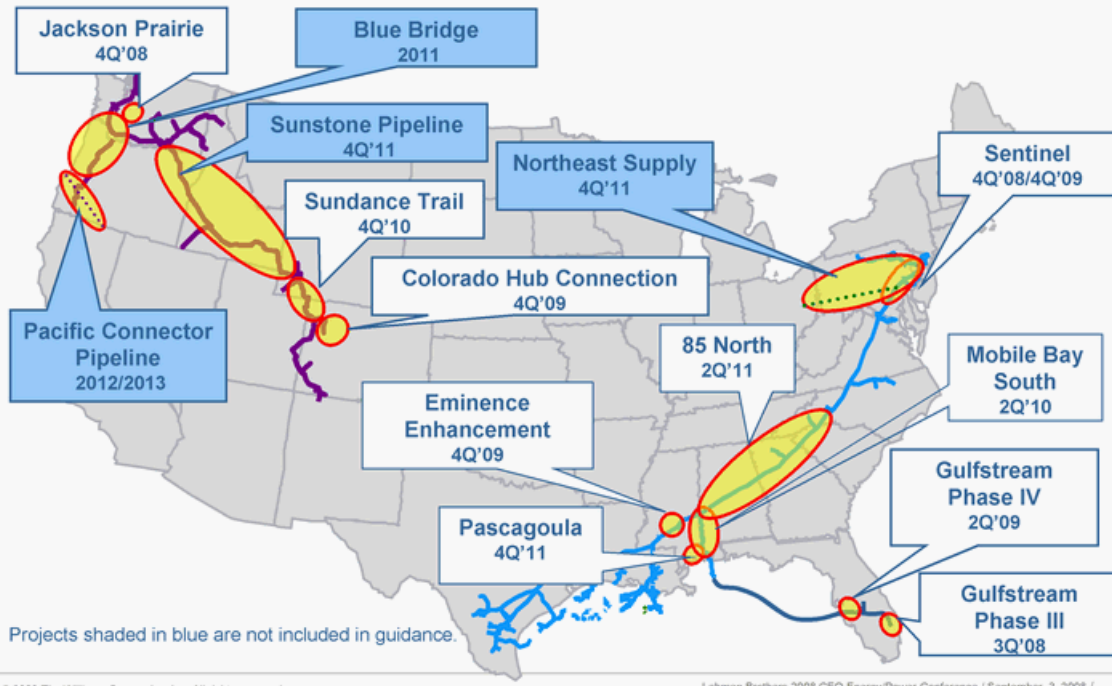 Jackson Prairie
4Q'08
Blue Bridge
2011
Sunstone Pipeline
4Q'11
Northeast Supply
4Q'11
Sentinel
4Q'08/4Q'09
Sundance Trail
4Q'10
Colorado Hub Connection
4Q'09
Pacific Connector
Pipeline
2012/2013
85 North
2Q'11
Mobile Bay
South
2Q'10
Eminence
Enhancement
4Q'09
Gulfstream
Phase IV
2Q'09
Pascagoula
4Q'11
Gulfstream
Phase III
3Q'08
Projects shaded in blue are not included in guidance.
Lehman Brothers 2008 CEO Energy/Power Conference / September 2, 2008 /